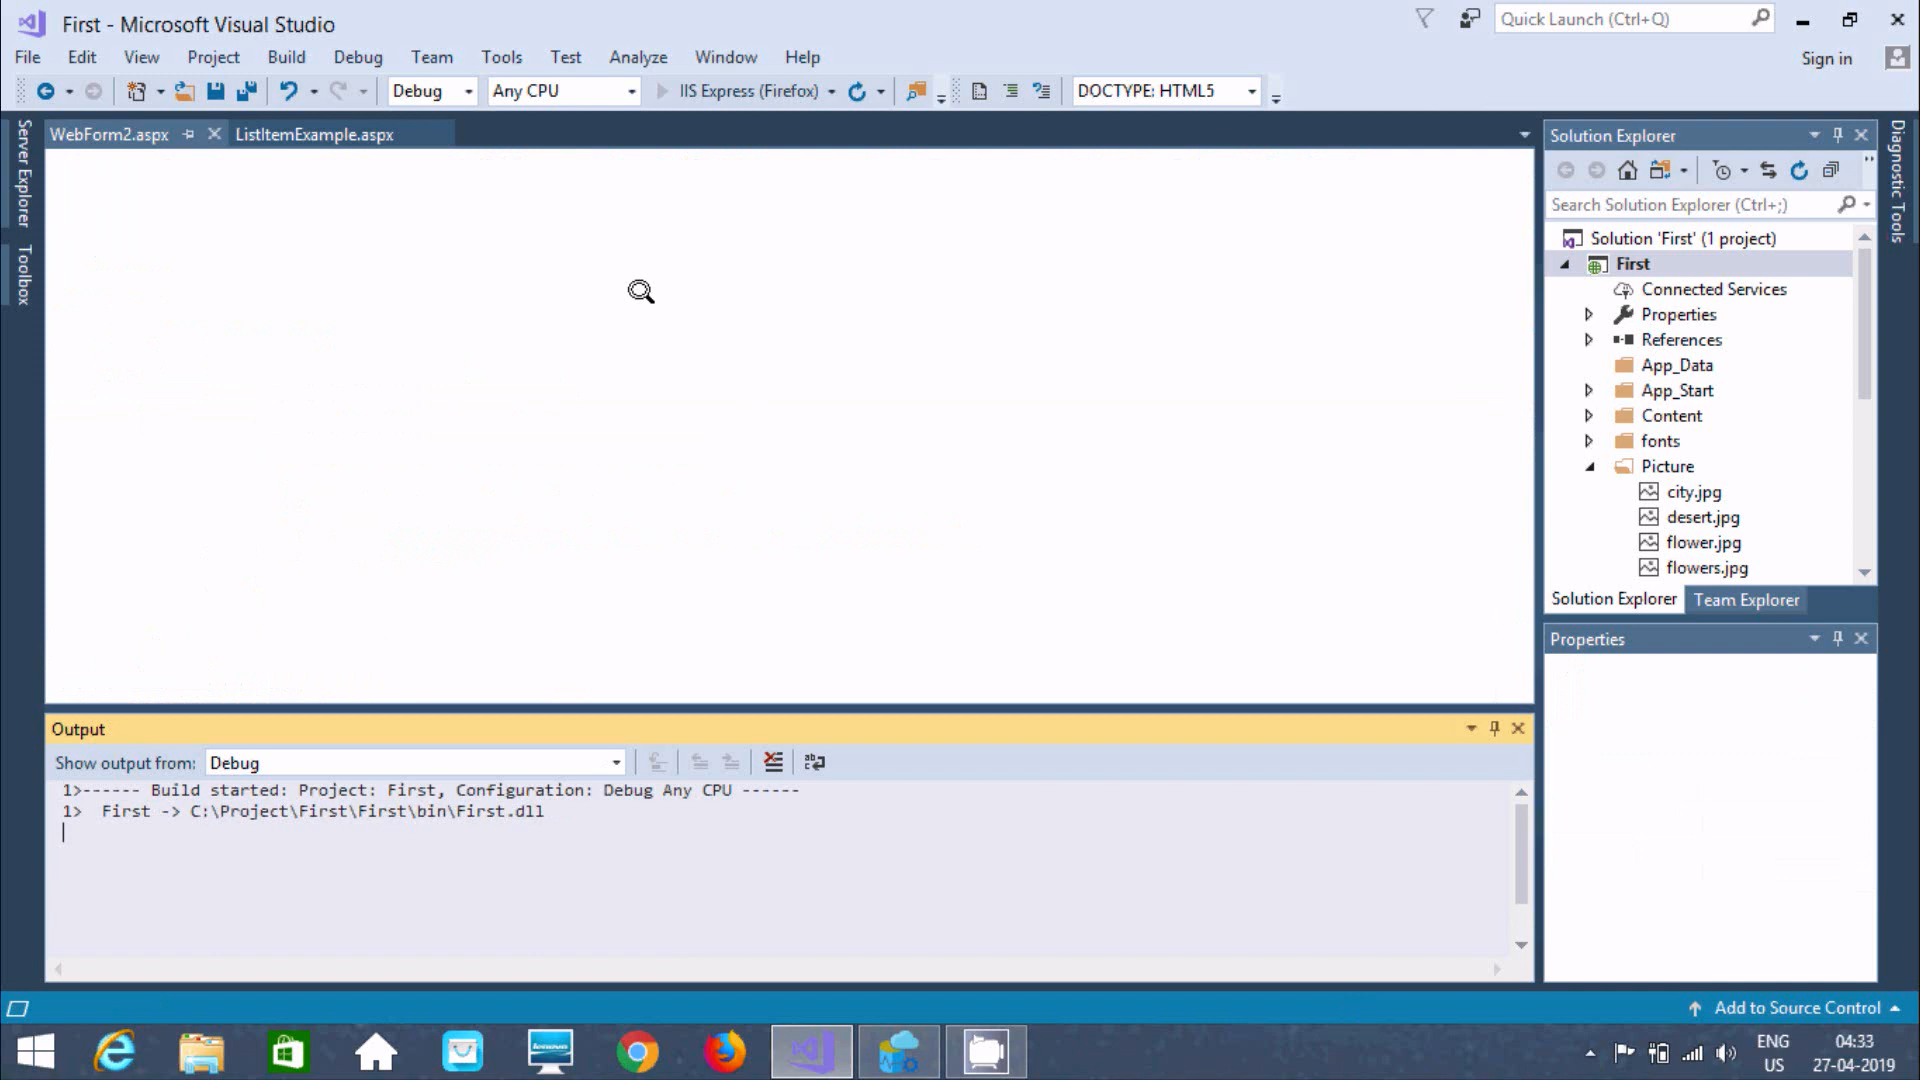 First - Microsoft Visual Studio
Quick Launch (Ctrl+Q)
File Edit View Project Build Debug Team Tools Test Analyze Window Help
Sign in
Debug Any CPU IIS Express (Firefox) DOCTYPE: HTML5
Server Explorer
Toolbox
WebForm2.aspx ListItemExample.aspx
Solution Explorer
Search Solution Explorer (Ctrl+;)
Solution 'First' (1 project)
First
Connected Services
Properties
References
App_Data
App_Start
Content
fonts
Picture
city.jpg
desert.jpg
flower.jpg
flowers.jpg
Solution Explorer Team Explorer
Diagnostic Tools
Properties
Output
Show output from: Debug
1>------ Build started: Project: First, Configuration: Debug Any CPU ------
1>  First -> C:\Project\First\First\bin\First.dll
Add to Source Control
ENG
US
04:33
27-04-2019